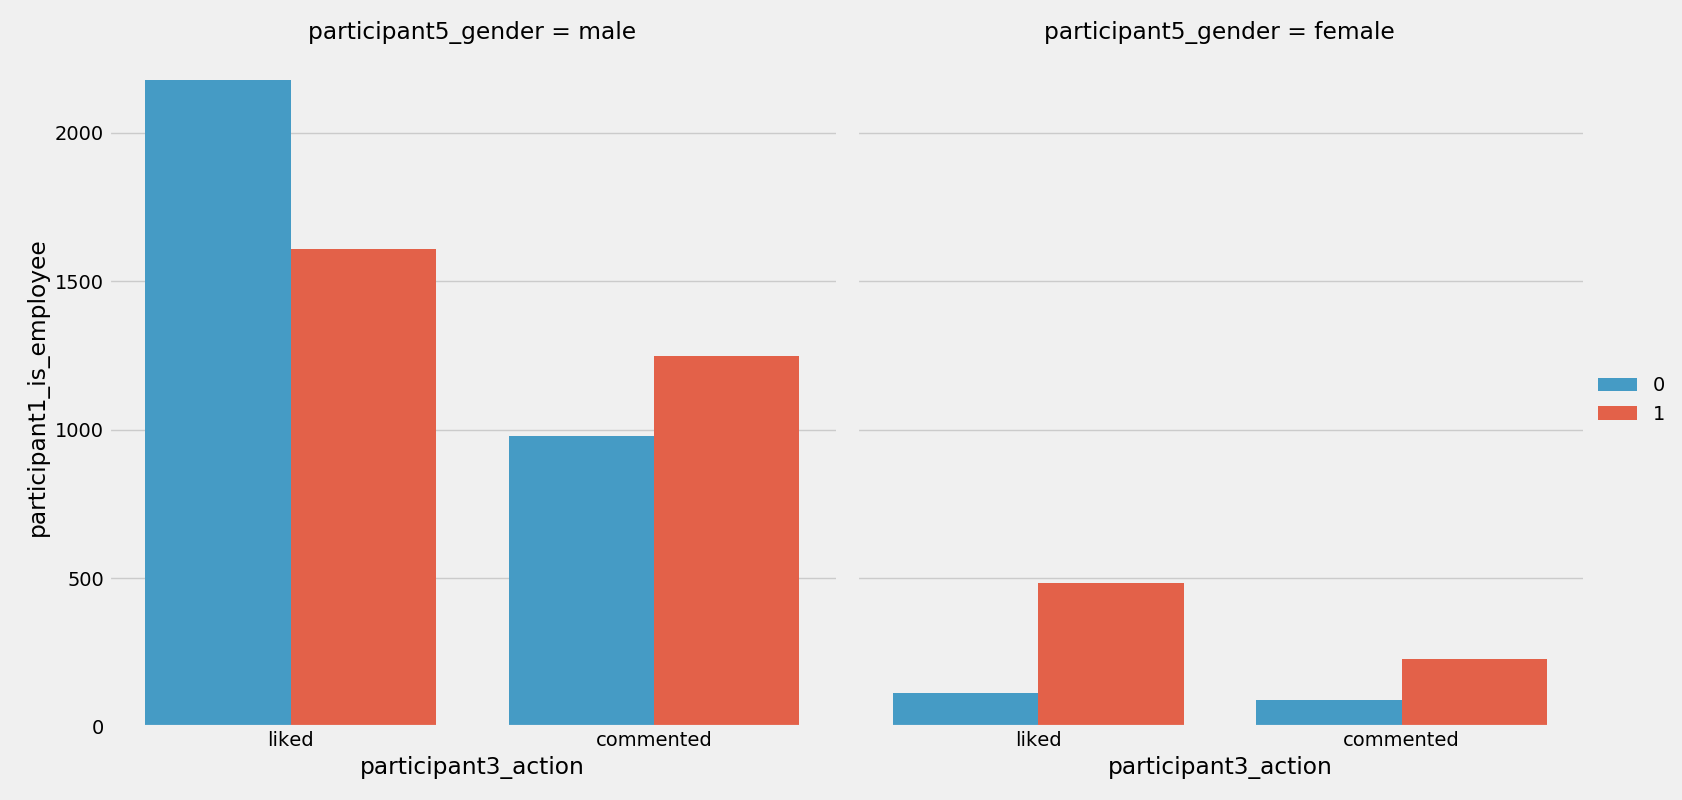 participant5_gender = male
participant5_gender = female
participant1_is_employee
2000
1500
1000
500
0
liked
commented
participant3_action
liked
commented
participant3_action
0
1